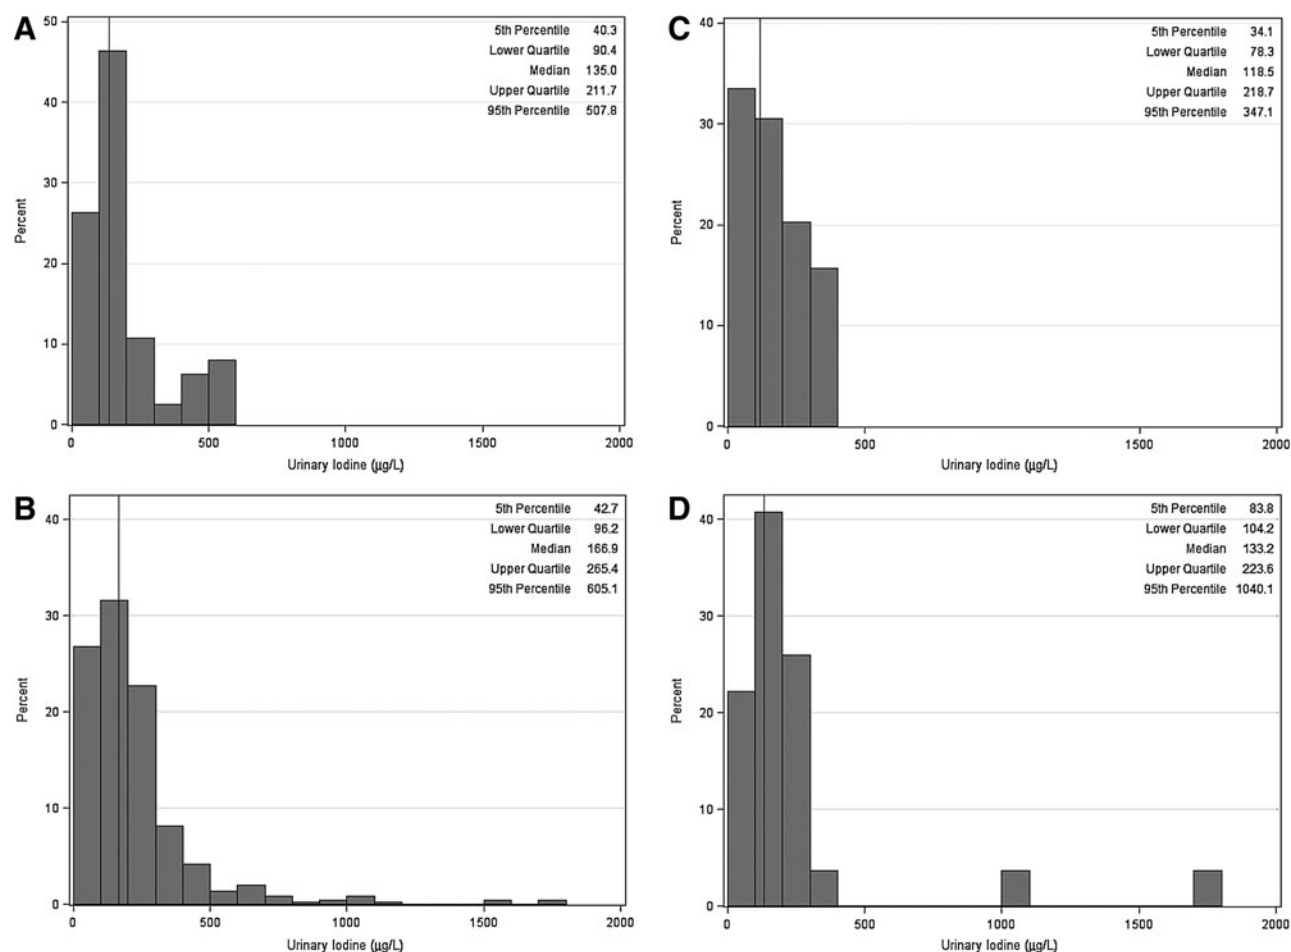 A
50
40
30
20
10
0
Percent
5th Percentile 40.3
Lower Quartile 90.4
Median 135.0
Upper Quartile 211.7
95th Percentile 507.8
0 500 1000 1500 2000
Urinary Iodine (µg/L)
C
40
30
20
10
0
Percent
5th Percentile 34.1
Lower Quartile 78.3
Median 118.5
Upper Quartile 218.7
95th Percentile 347.1
0 500 1500 2000
Urinary Iodine (µg/L)
B
40
30
20
10
0
Percent
5th Percentile 42.7
Lower Quartile 96.2
Median 166.9
Upper Quartile 265.4
95th Percentile 605.1
0 500 1000 1500 2000
Urinary Iodine (µg/L)
D
40
30
20
10
0
Percent
5th Percentile 83.8
Lower Quartile 104.2
Median 133.2
Upper Quartile 223.6
95th Percentile 1040.1
0 500 1000 1500 2000
Urinary Iodine (µg/L)